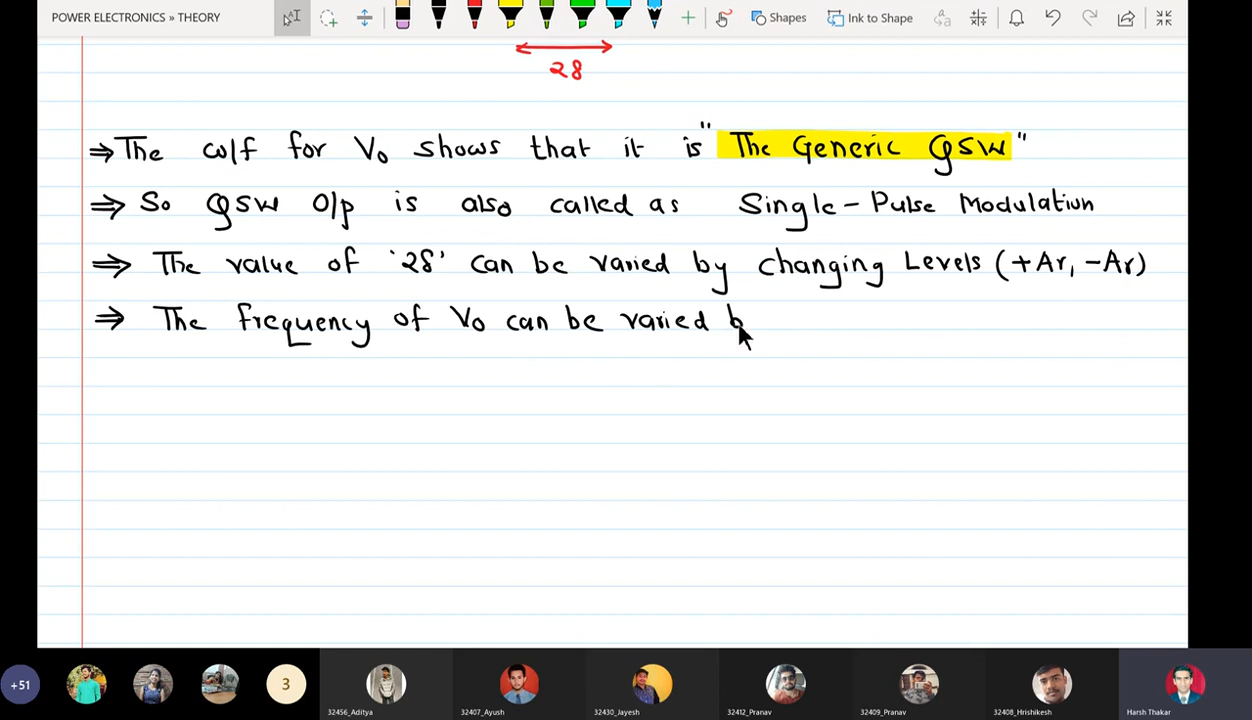 POWER ELECTRONICS » THEORY
Shapes
Ink to Shape
2δ
⇒ The w/f for Vo shows that it is "The Generic QSW"
⇒ So QSW O/p is also called as Single-Pulse Modulation
⇒ The value of '2δ' can be varied by changing Levels (+Ar, -Ar)
⇒ The frequency of Vo can be varied b
+51
3
32456_Aditya
32407_Ayush
32430_Jayesh
32412_Pranav
32409_Pranav
32408_Hrishikesh
Harsh Thakar